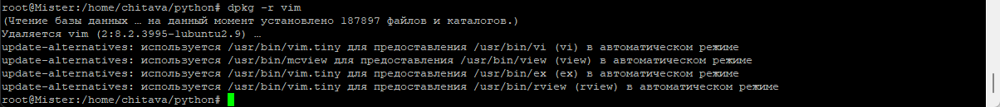 root@Mister:/home/chitava/python# dpkg -r vim
(Чтение базы данных … на данный момент установлено 187897 файлов и каталогов.)
Удаляется vim (2:8.2.3995-1ubuntu2.9) …
update-alternatives: используется /usr/bin/vim.tiny для предоставления /usr/bin/vi (vi) в автоматическом режиме
update-alternatives: используется /usr/bin/mcview для предоставления /usr/bin/view (view) в автоматическом режиме
update-alternatives: используется /usr/bin/vim.tiny для предоставления /usr/bin/ex (ex) в автоматическом режиме
update-alternatives: используется /usr/bin/vim.tiny для предоставления /usr/bin/rview (rview) в автоматическом режиме
root@Mister:/home/chitava/python#